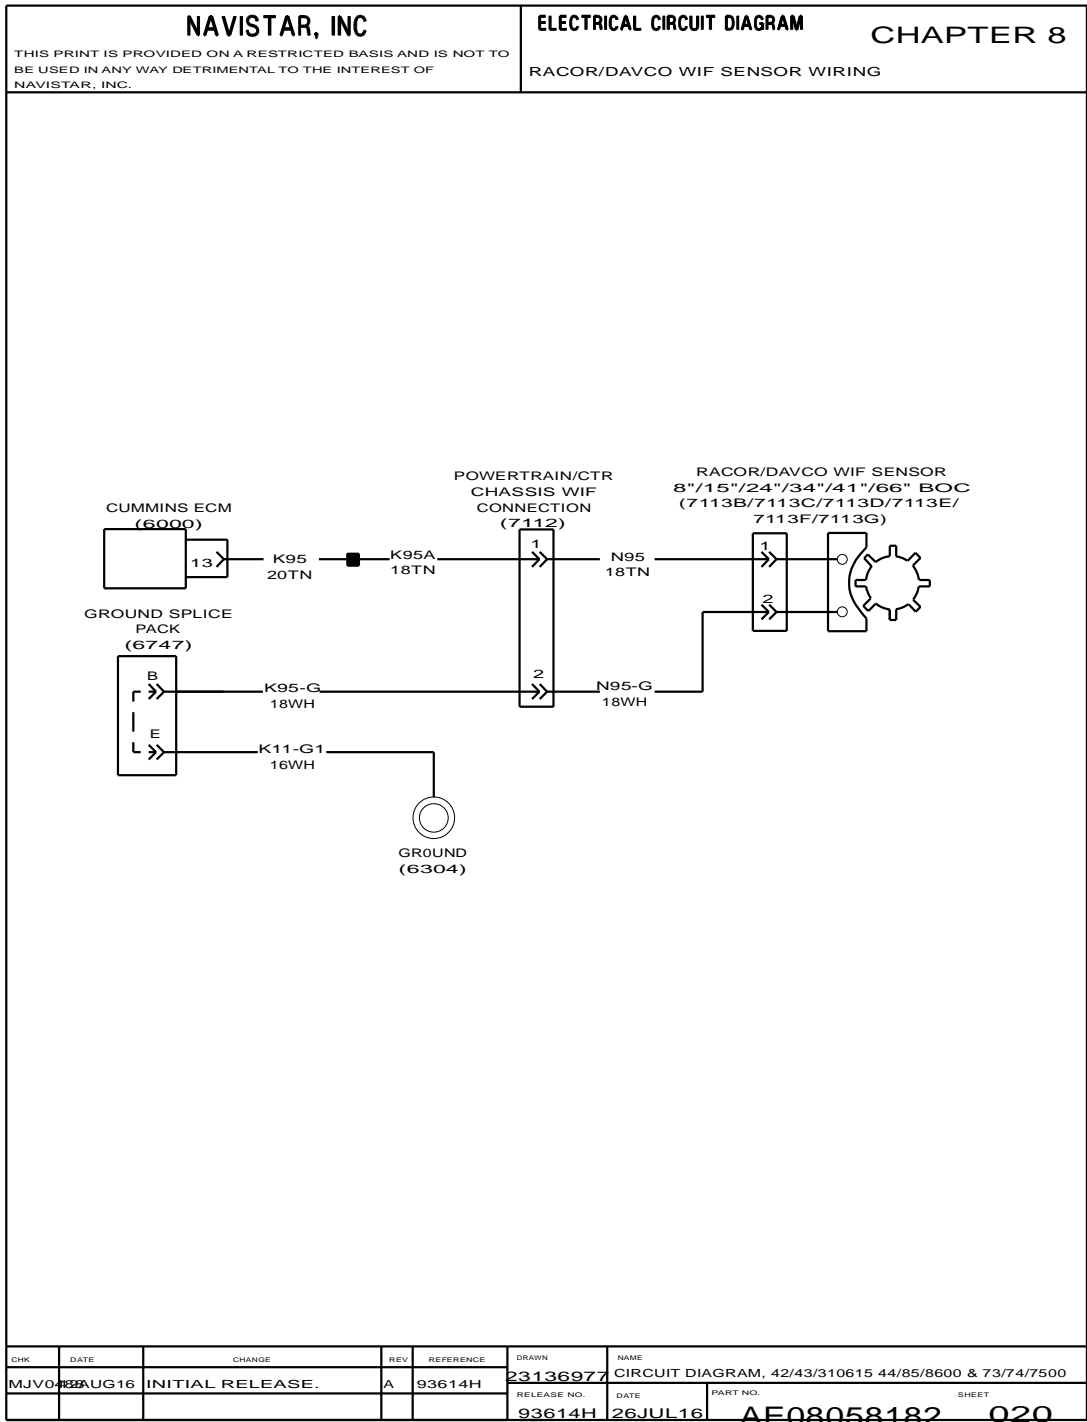 NAVISTAR, INC
THIS PRINT IS PROVIDED ON A RESTRICTED BASIS AND IS NOT TO
BE USED IN ANY WAY DETRIMENTAL TO THE INTEREST OF
NAVISTAR, INC.
ELECTRICAL CIRCUIT DIAGRAM
CHAPTER 8
RACOR/DAVCO WIF SENSOR WIRING
CUMMINS ECM
(6000)
13
K95
20TN
K95A
18TN
POWERTRAIN/CTR
CHASSIS WIF
CONNECTION
(7112)
1
2
N95
18TN
RACOR/DAVCO WIF SENSOR
8"/15"/24"/34"/41"/66" BOC
(7113B/7113C/7113D/7113E/
7113F/7113G)
1
2
GROUND SPLICE
PACK
(6747)
B
E
K95-G
18WH
N95-G
18WH
K11-G1
16WH
GR0UND
(6304)
CHK DATE CHANGE REV REFERENCE
12AUG16 INITIAL RELEASE. A 93614H
DRAWN
23136977
NAME
CIRCUIT DIAGRAM, 42/43/310615 44/85/8600 & 73/74/7500
RELEASE NO.
93614H
DATE
26JUL16
PART NO.
AF08058182
SHEET
020